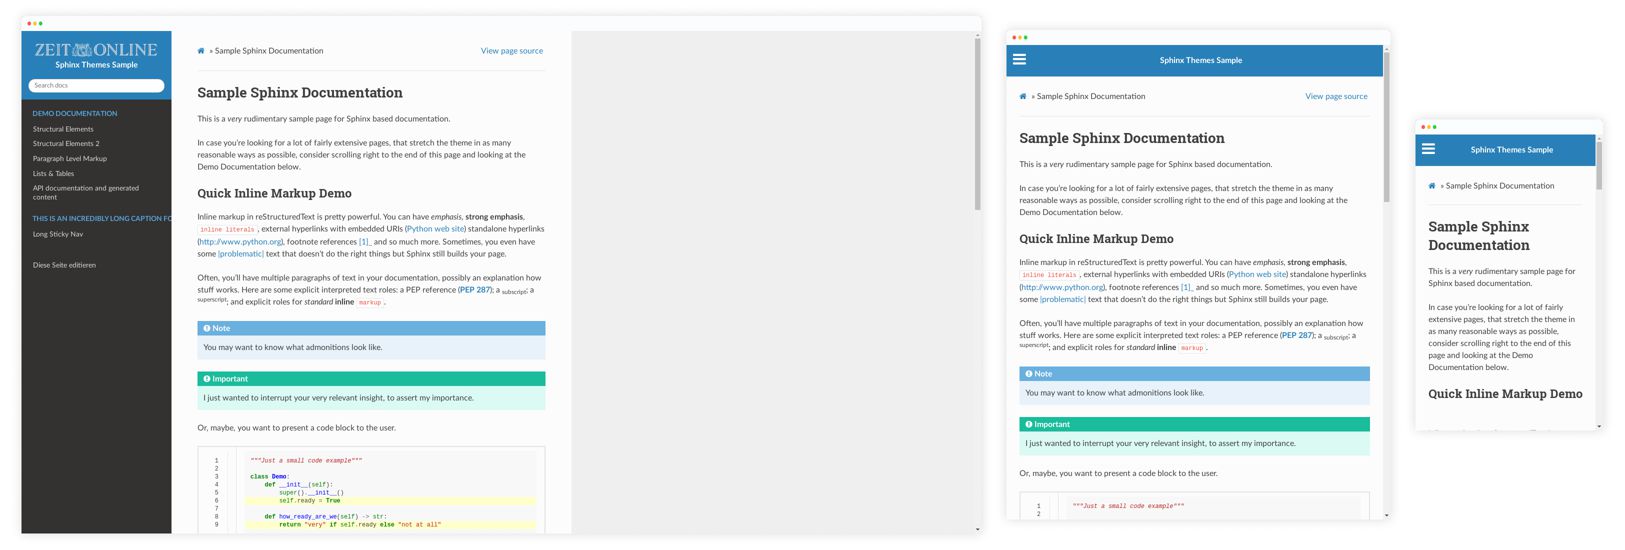 ZEIT ONLINE
Sphinx Themes Sample
Search docs
DEMO DOCUMENTATION
Structural Elements
Structural Elements 2
Paragraph Level Markup
Lists & Tables
API documentation and generated
content
THIS IS AN INCREDIBLY LONG CAPTION FO
Long Sticky Nav
Diese Seite editieren
» Sample Sphinx Documentation
View page source
Sample Sphinx Documentation
This is a very rudimentary sample page for Sphinx based documentation.
In case you're looking for a lot of fairly extensive pages, that stretch the theme in as many
reasonable ways as possible, consider scrolling right to the end of this page and looking at the
Demo Documentation below.
Quick Inline Markup Demo
Inline markup in reStructuredText is pretty powerful. You can have emphasis, strong emphasis,
inline literals, external hyperlinks with embedded URIs (Python web site) standalone hyperlinks
(http://www.python.org), footnote references [1]_ and so much more. Sometimes, you even have
some |problematic| text that doesn't do the right things but Sphinx still builds your page.
Often, you'll have multiple paragraphs of text in your documentation, possibly an explanation how
stuff works. Here are some explicit interpreted text roles: a PEP reference (PEP 287); a subscript; a
superscript; and explicit roles for standard inline markup.
Note
You may want to know what admonitions look like.
Important
I just wanted to interrupt your very relevant insight, to assert my importance.
Or, maybe, you want to present a code block to the user.
1 """Just a small code example"""
2
3 class Demo:
4     def __init__(self):
5         super().__init__()
6         self.ready = True
7
8     def how_ready_are_we(self) -> str:
9         return "very" if self.ready else "not at all"
Sphinx Themes Sample
» Sample Sphinx Documentation
View page source
Sample Sphinx Documentation
This is a very rudimentary sample page for Sphinx based documentation.
In case you're looking for a lot of fairly extensive pages, that stretch the theme in as many
reasonable ways as possible, consider scrolling right to the end of this page and looking at the
Demo Documentation below.
Quick Inline Markup Demo
Inline markup in reStructuredText is pretty powerful. You can have emphasis, strong emphasis,
inline literals, external hyperlinks with embedded URIs (Python web site) standalone hyperlinks
(http://www.python.org), footnote references [1]_ and so much more. Sometimes, you even have
some |problematic| text that doesn't do the right things but Sphinx still builds your page.
Often, you'll have multiple paragraphs of text in your documentation, possibly an explanation how
stuff works. Here are some explicit interpreted text roles: a PEP reference (PEP 287); a subscript; a
superscript; and explicit roles for standard inline markup.
Note
You may want to know what admonitions look like.
Important
I just wanted to interrupt your very relevant insight, to assert my importance.
Or, maybe, you want to present a code block to the user.
1 """Just a small code example"""
2
Sphinx Themes Sample
» Sample Sphinx Documentation
Sample Sphinx
Documentation
This is a very rudimentary sample page for
Sphinx based documentation.
In case you're looking for a lot of fairly
extensive pages, that stretch the theme in
as many reasonable ways as possible,
consider scrolling right to the end of this
page and looking at the Demo
Documentation below.
Quick Inline Markup Demo